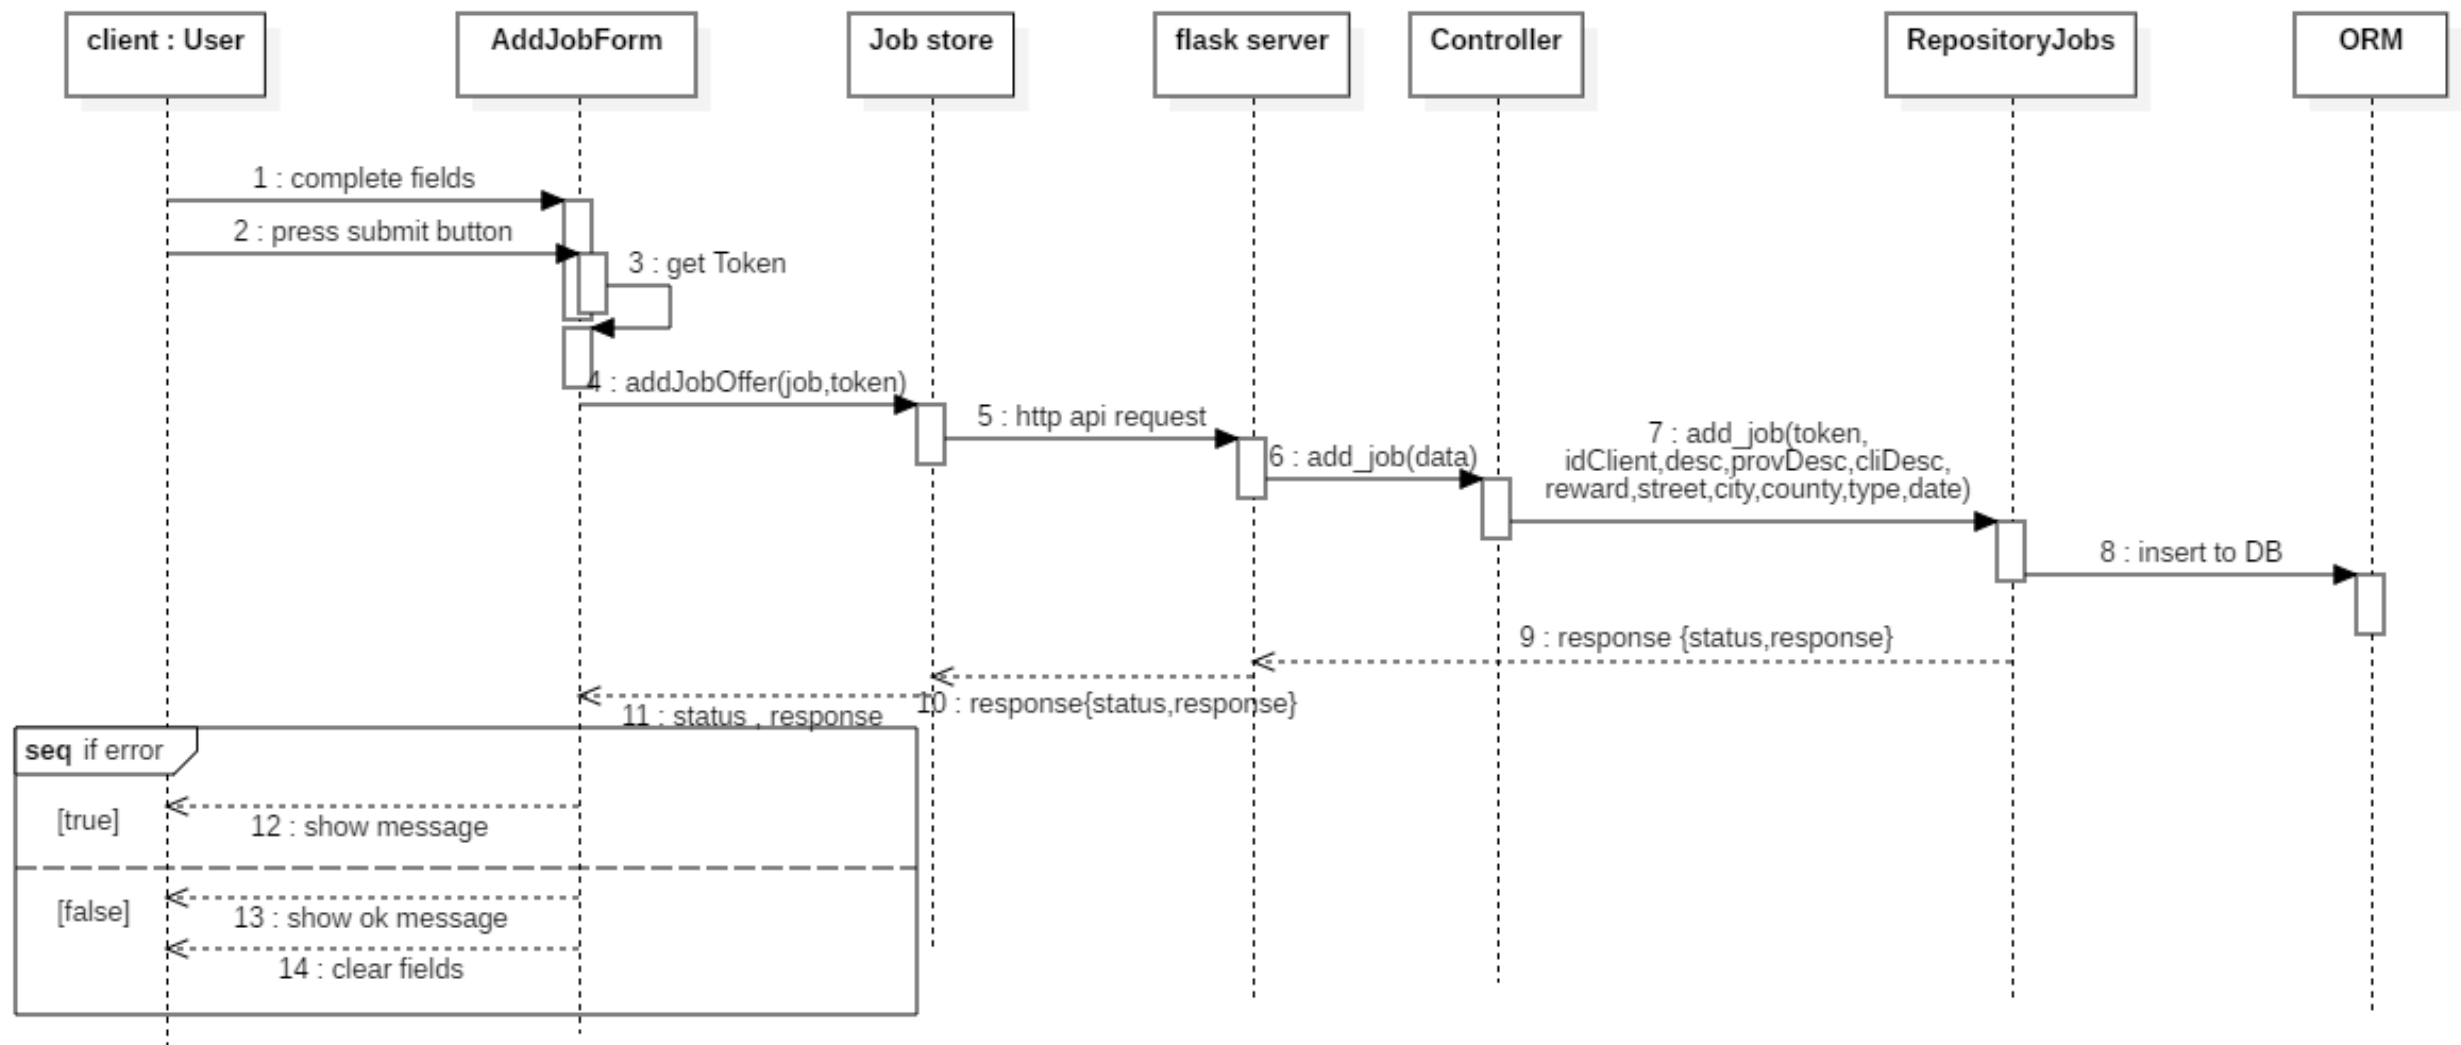 client : User
AddJobForm
Job store
flask server
Controller
RepositoryJobs
ORM
1 : complete fields
2 : press submit button
3 : get Token
4 : addJobOffer(job,token)
5 : http api request
6 : add_job(data)
7 : add_job(token,
idClient,desc,provDesc,cliDesc,
reward,street,city,county,type,date)
8 : insert to DB
9 : response {status,response}
10 : response{status,response}
11 : status , response
seq if error
[true]
12 : show message
[false]
13 : show ok message
14 : clear fields